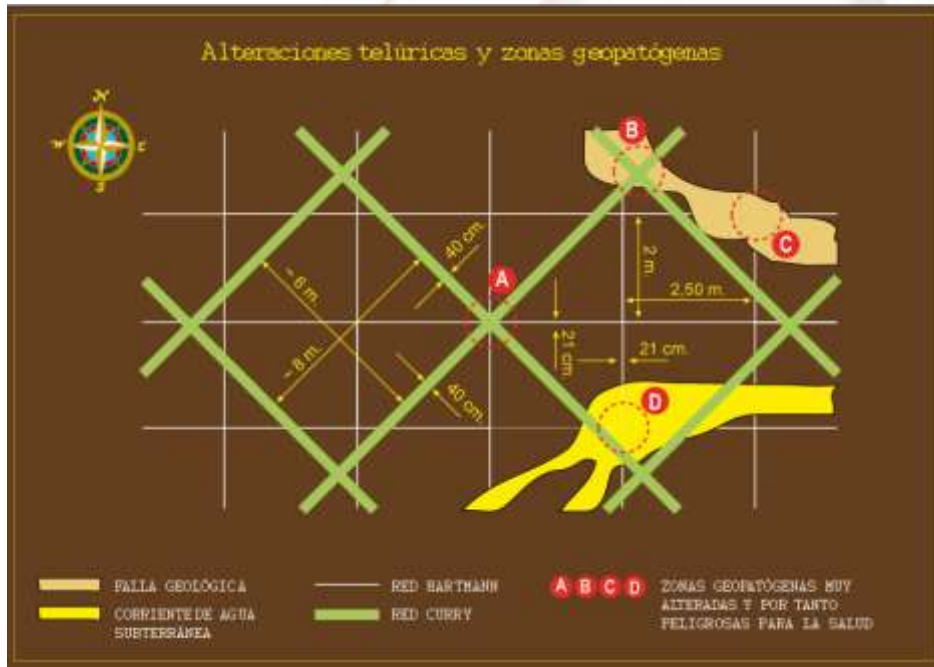 Alteraciones telúricas y zonas geopatógenas
N
W
E
S
B
C
40 cm.
A
2 m.
2,50 m.
~ 6 m.
~ 8 m.
21 cm.
21 cm.
40 cm.
D
FALLA GEOLÓGICA
CORRIENTE DE AGUA
SUBTERRÁNEA
RED HARTMANN
RED CURRY
A B C D
ZONAS GEOPATÓGENAS MUY
ALTERADAS Y POR TANTO
PELIGROSAS PARA LA SALUD